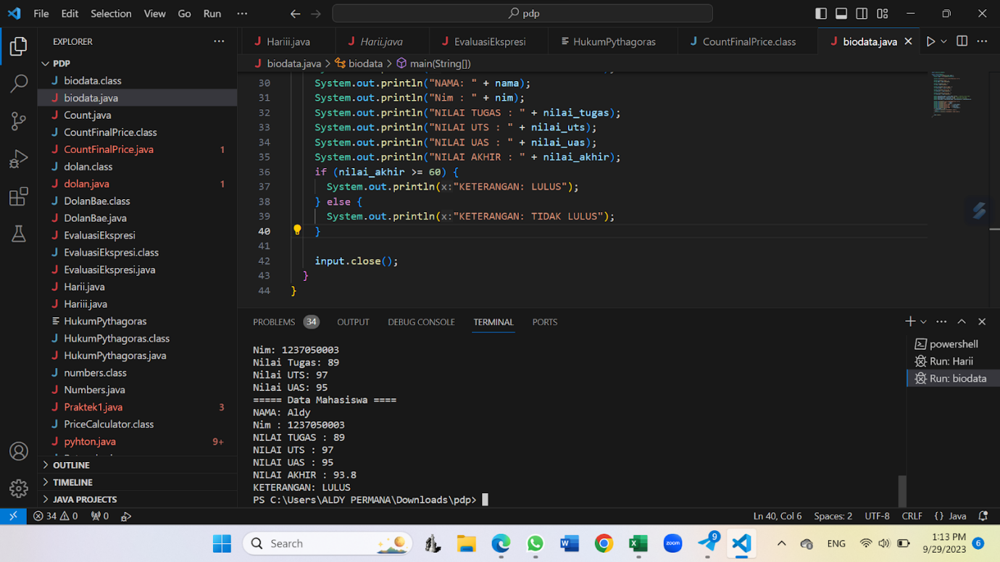 File Edit Selection View Go Run ··· pdp
EXPLORER ···
Hariii.java Harii.java EvaluasiEkspresi HukumPythagoras CountFinalPrice.class biodata.java
PDP
biodata.java > biodata > main(String[])
biodata.class
biodata.java
Count.java
CountFinalPrice.class
CountFinalPrice.java 1
dolan.class
dolan.java 1
DolanBae.class
DolanBae.java
EvaluasiEkspresi
EvaluasiEkspresi.class
EvaluasiEkspresi.java
Harii.java
Hariii.java
HukumPythagoras
HukumPythagoras.class
HukumPythagoras.java
numbers.class
Numbers.java
Praktek1.java 3
PriceCalculator.class
pyhton.java 9+
OUTLINE
TIMELINE
JAVA PROJECTS
30 System.out.println("NAMA: " + nama);
31 System.out.println("Nim : " + nim);
32 System.out.println("NILAI TUGAS : " + nilai_tugas);
33 System.out.println("NILAI UTS : " + nilai_uts);
34 System.out.println("NILAI UAS : " + nilai_uas);
35 System.out.println("NILAI AKHIR : " + nilai_akhir);
36 if (nilai_akhir >= 60) {
37 System.out.println(x:"KETERANGAN: LULUS");
38 } else {
39 System.out.println(x:"KETERANGAN: TIDAK LULUS");
40 }
41
42 input.close();
43 }
44 }
PROBLEMS 34 OUTPUT DEBUG CONSOLE TERMINAL PORTS
Nim: 1237050003
Nilai Tugas: 89
Nilai UTS: 97
Nilai UAS: 95
===== Data Mahasiswa ====
NAMA: Aldy
Nim : 1237050003
NILAI TUGAS : 89
NILAI UTS : 97
NILAI UAS : 95
NILAI AKHIR : 93.8
KETERANGAN: LULUS
PS C:\Users\ALDY PERMANA\Downloads\pdp>
powershell
Run: Harii
Run: biodata
34 0 0 Ln 40, Col 6 Spaces: 2 UTF-8 CRLF {} Java
Search zoom 9 ENG 1:13 PM 6
9/29/2023